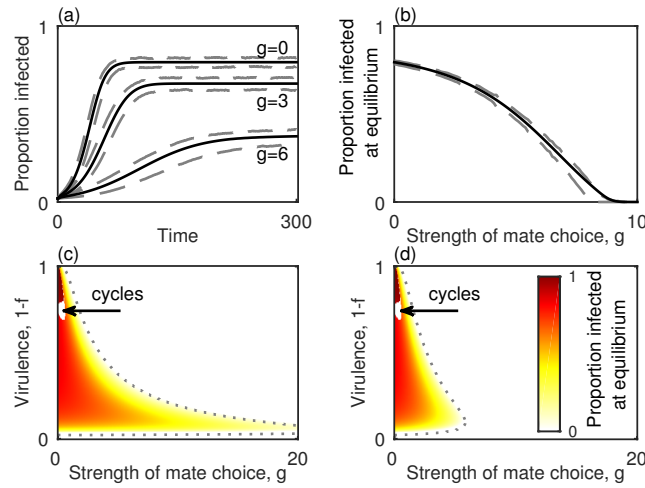 (a)
1
g=0
g=3
g=6
Proportion infected
0
0
300
Time
(b)
1
Proportion infected
at equilibrium
0
0
10
Strength of mate choice, g
(c)
1
cycles
Virulence, 1-f
0
0
20
Strength of mate choice, g
(d)
1
cycles
Virulence, 1-f
0
0
20
Strength of mate choice, g
1
0
Proportion infected
at equilibrium